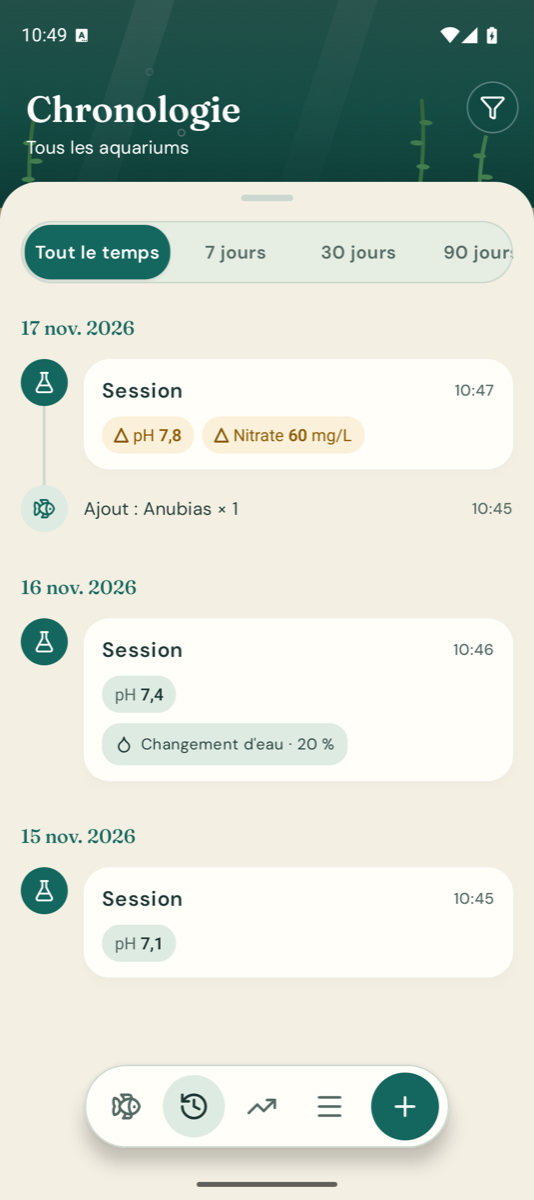 10:49
Chronologie
Tous les aquariums
Tout le temps 7 jours 30 jours 90 jours
17 nov. 2026
Session 10:47
pH 7,8 Nitrate 60 mg/L
Ajout : Anubias × 1 10:45
16 nov. 2026
Session 10:46
pH 7,4
Changement d'eau · 20 %
15 nov. 2026
Session 10:45
pH 7,1